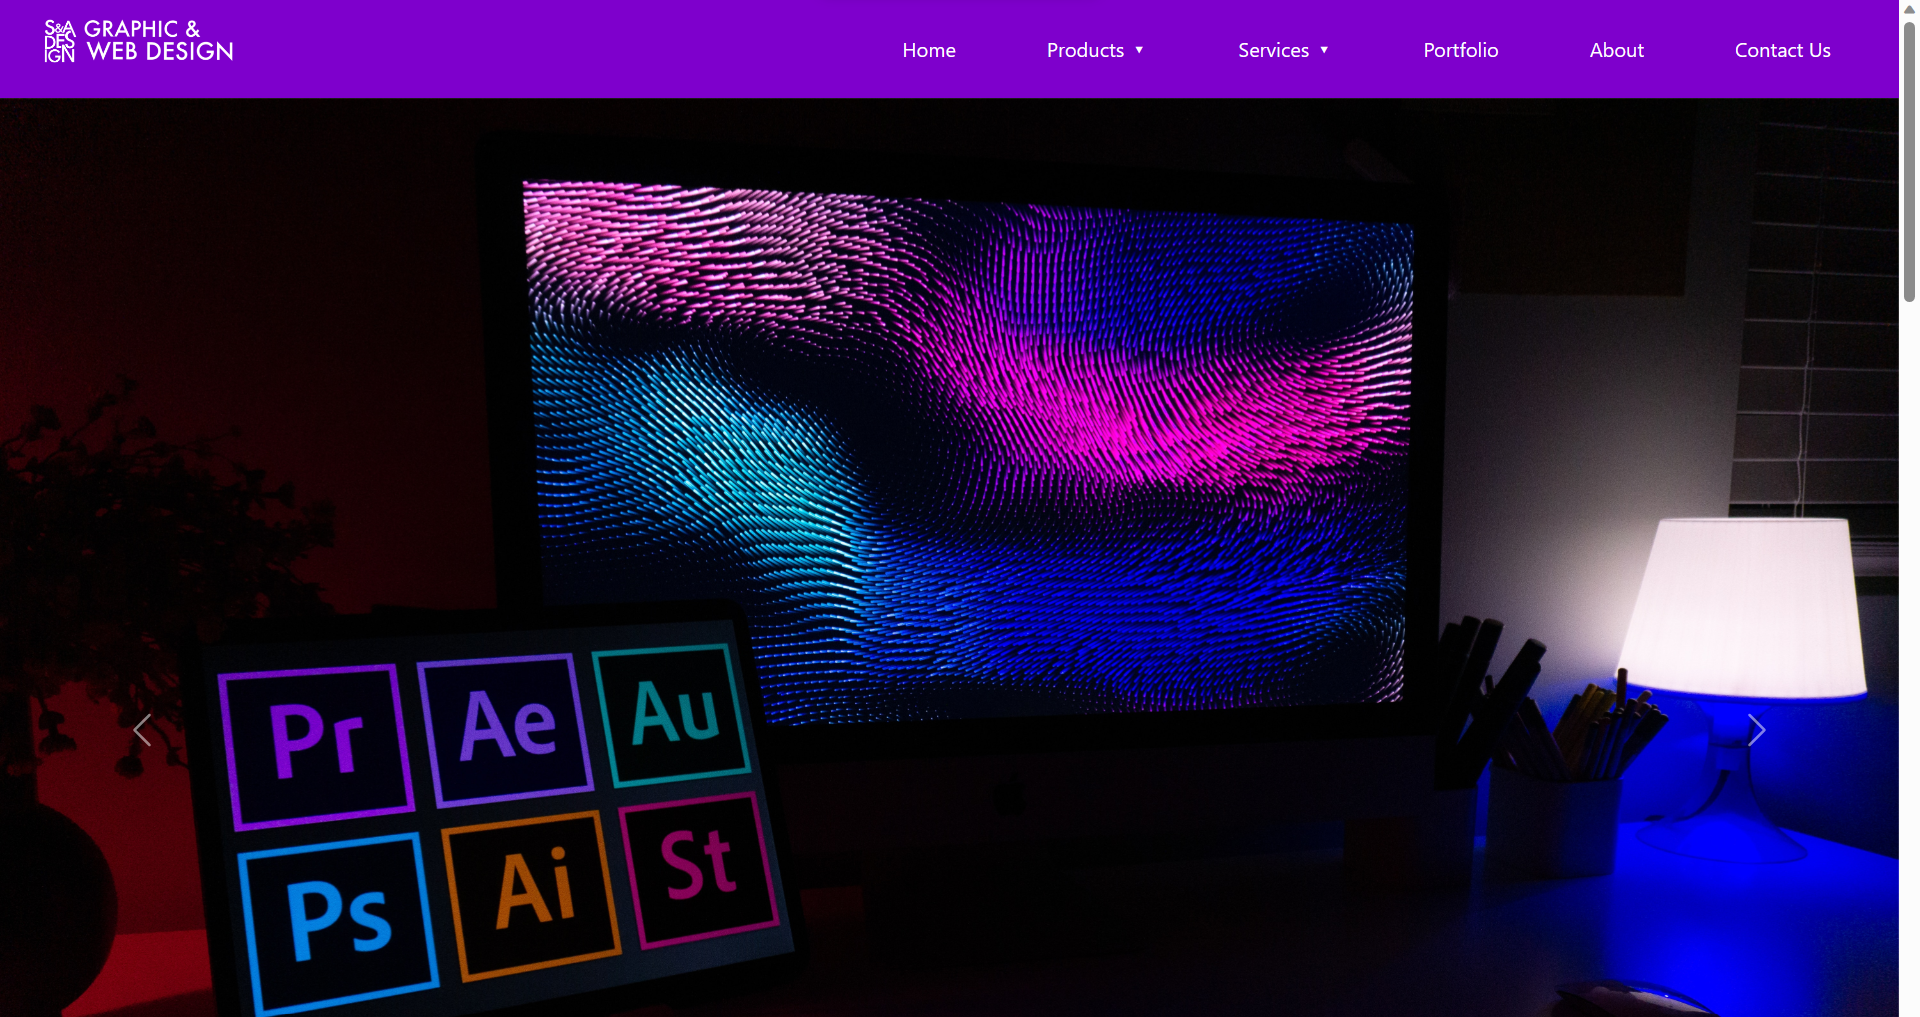 S&A DESIGN GRAPHIC & WEB DESIGN
Home Products ▼ Services ▼ Portfolio About Contact Us
Pr Ae Au
Ps Ai St